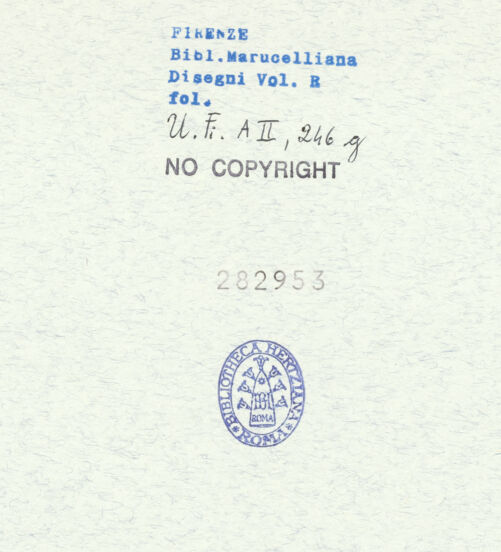 FIRENZE
Bibl.Marucelliana
Disegni Vol. B
fol.
U. Fi. A II, 246 g
NO COPYRIGHT
282953
BIBLIOTHECA HERTZIANA
ROMA
* ROMA *